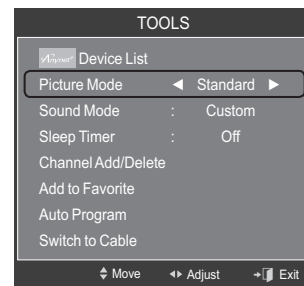 TOOLS
Anynet+ Device List
Picture Mode ◄ Standard ►
Sound Mode : Custom
Sleep Timer : Off
Channel Add/Delete
Add to Favorite
Auto Program
Switch to Cable
Move Adjust Exit